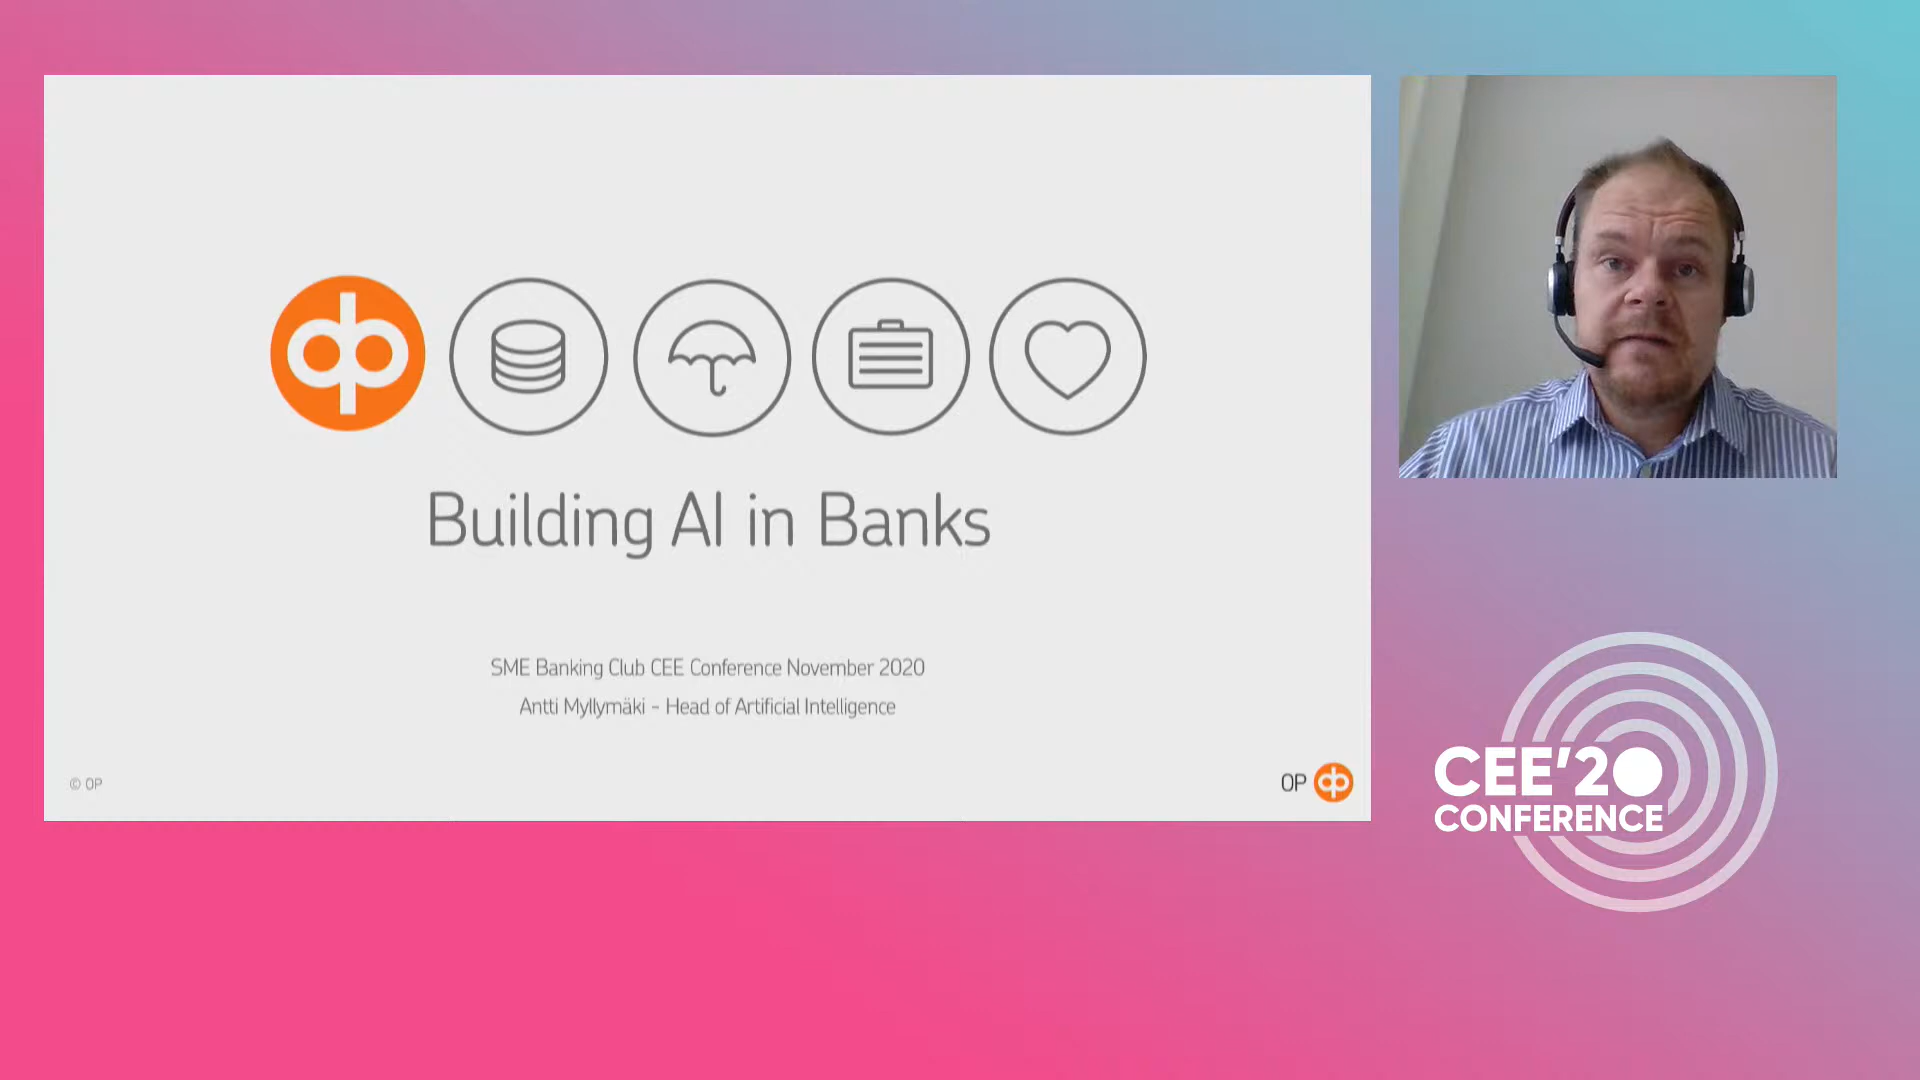 Building AI in Banks
SME Banking Club CEE Conference November 2020
Antti Myllymäki – Head of Artificial Intelligence
© OP
OP
CEE'20
CONFERENCE